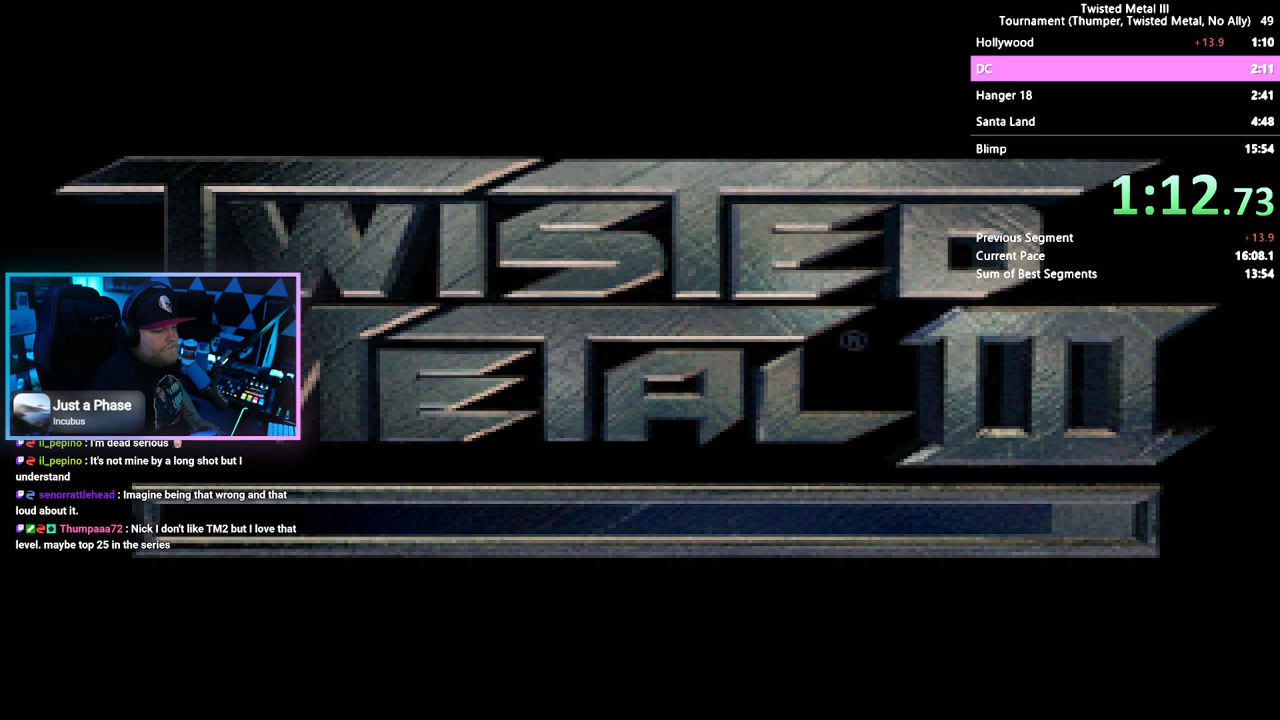 Twisted Metal III
Tournament (Thumper, Twisted Metal, No Ally) 49
Hollywood +13.9 1:10
DC 2:11
Hanger 18 2:41
Santa Land 4:48
Blimp 15:54
1:12.73
Previous Segment +13.9
Current Pace 16:08.1
Sum of Best Segments 13:54
TWISTED
METAL III
®
Just a Phase
Incubus
il_pepino : I'm dead serious
il_pepino : It's not mine by a long shot but I
understand
senorrattlehead : Imagine being that wrong and that
loud about it.
Thumpaaa72 : Nick I don't like TM2 but I love that
level. maybe top 25 in the series